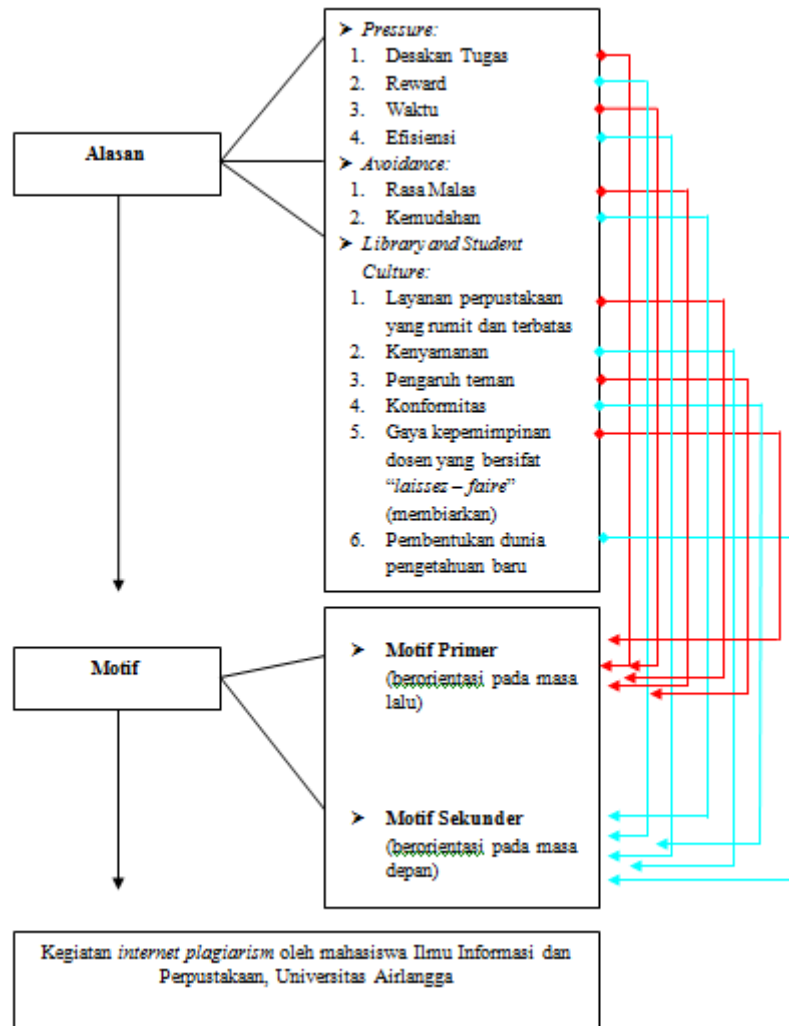 Alasan
➤ Pressure:
1. Desakan Tugas
2. Reward
3. Waktu
4. Efisiensi
➤ Avoidance:
1. Rasa Malas
2. Kemudahan
➤ Library and Student
Culture:
1. Layanan perpustakaan
yang rumit dan terbatas
2. Kenyamanan
3. Pengaruh teman
4. Konformitas
5. Gaya kepemimpinan
dosen yang bersifat
“laissez – faire”
(membiarkan)
6. Pembentukan dunia
pengetahuan baru
Motif
➤ Motif Primer
(berorientasi pada masa
lalu)
➤ Motif Sekunder
(berorientasi pada masa
depan)
Kegiatan internet plagiarism oleh mahasiswa Ilmu Informasi dan
Perpustakaan, Universitas Airlangga